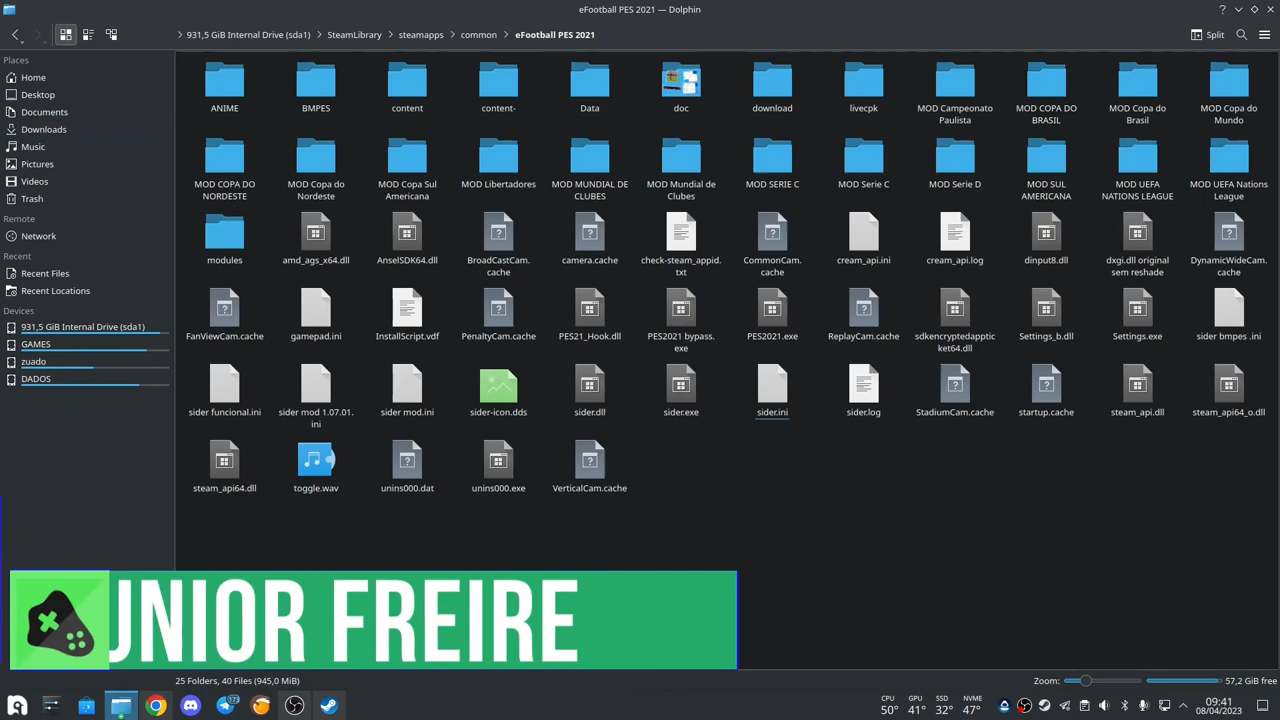 eFootball PES 2021 — Dolphin
931,5 GiB Internal Drive (sda1)
SteamLibrary
steamapps
common
eFootball PES 2021
Split
Places
Home
Desktop
Documents
Downloads
Music
Pictures
Videos
Trash
Remote
Network
Recent
Recent Files
Recent Locations
Devices
931,5 GiB Internal Drive (sda1)
GAMES
zuado
DADOS
ANIME
BMPES
content
content-
Data
doc
download
livecpk
MOD Campeonato
Paulista
MOD COPA DO
BRASIL
MOD Copa do
Brasil
MOD Copa do
Mundo
MOD COPA DO
NORDESTE
MOD Copa do
Nordeste
MOD Copa Sul
Americana
MOD Libertadores
MOD MUNDIAL DE
CLUBES
MOD Mundial de
Clubes
MOD SERIE C
MOD Serie C
MOD Serie D
MOD SUL
AMERICANA
MOD UEFA
NATIONS LEAGUE
MOD UEFA Nations
League
modules
amd_ags_x64.dll
AnselSDK64.dll
BroadCastCam.
cache
camera.cache
check-steam_appid.
txt
CommonCam.
cache
cream_api.ini
cream_api.log
dinput8.dll
dxgi.dll original
sem reshade
DynamicWideCam.
cache
FanViewCam.cache
gamepad.ini
InstallScript.vdf
PenaltyCam.cache
PES21_Hook.dll
PES2021 bypass.
exe
PES2021.exe
ReplayCam.cache
sdkencryptedapptic
ket64.dll
Settings_b.dll
Settings.exe
sider bmpes .ini
sider funcional.ini
sider mod 1.07.01.
ini
sider mod.ini
sider-icon.dds
sider.dll
sider.exe
sider.ini
sider.log
StadiumCam.cache
startup.cache
steam_api.dll
steam_api64_o.dll
steam_api64.dll
toggle.wav
unins000.dat
unins000.exe
VerticalCam.cache
UNIOR FREIRE
25 Folders, 40 Files (945,0 MiB)
Zoom:
57,2 GiB free
173
CPU
50°
GPU
41°
SSD
32°
NVME
47°
09:41
08/04/2023